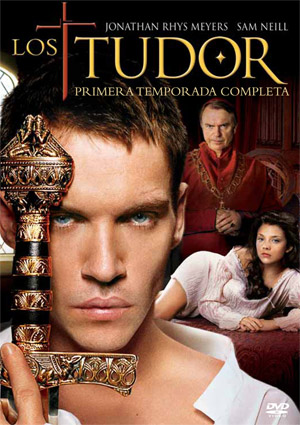 JONATHAN RHYS MEYERS SAM NEILL
LOS TUDOR
PRIMERA TEMPORADA COMPLETA
DVD